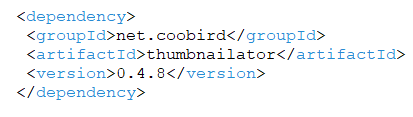 <dependency>
<groupId>net.coobird</groupId>
<artifactId>thumbnailator</artifactId>
<version>0.4.8</version>
</dependency>